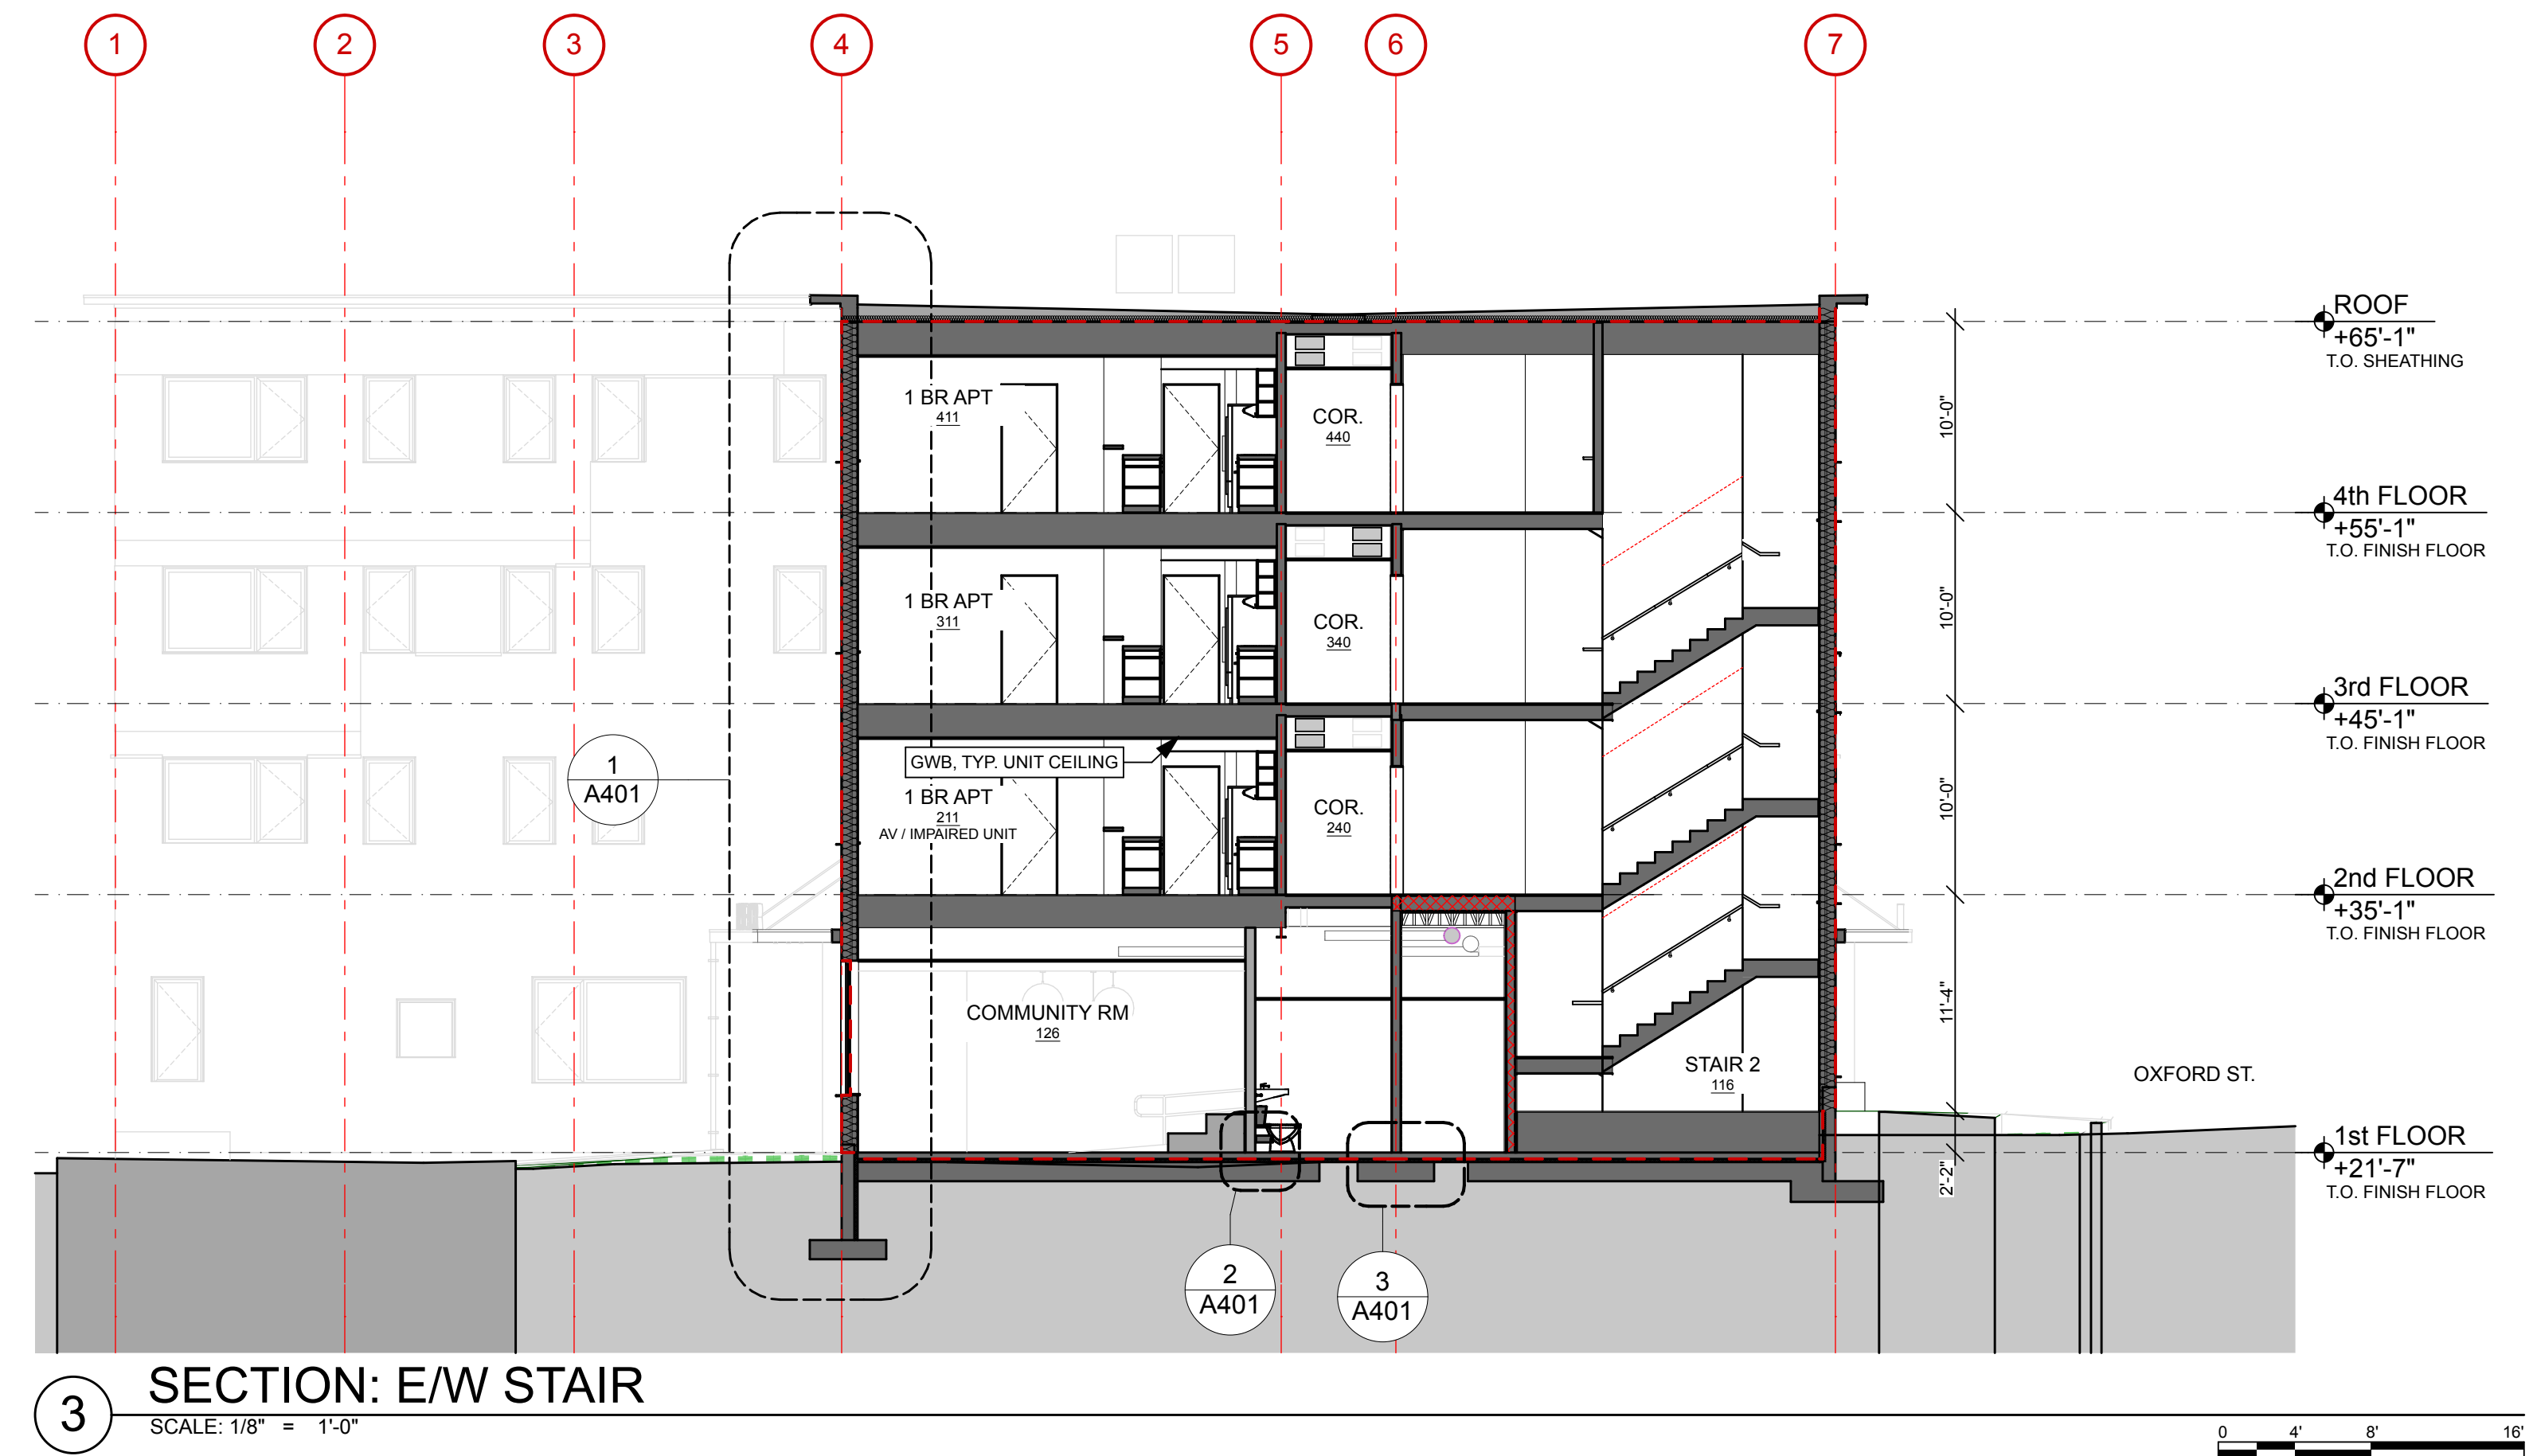 1 2 3 4 5 6 7
ROOF
+65'-1"
T.O. SHEATHING
10'-0"
1 BR APT
411
COR.
440
4th FLOOR
+55'-1"
T.O. FINISH FLOOR
10'-0"
1 BR APT
311
COR.
340
3rd FLOOR
+45'-1"
T.O. FINISH FLOOR
10'-0"
GWB, TYP. UNIT CEILING
1
A401
1 BR APT
211
AV / IMPAIRED UNIT
COR.
240
2nd FLOOR
+35'-1"
T.O. FINISH FLOOR
11'-4"
COMMUNITY RM
126
STAIR 2
116
OXFORD ST.
1st FLOOR
+21'-7"
T.O. FINISH FLOOR
2'-2"
2
A401
3
A401
3
SECTION: E/W STAIR
SCALE: 1/8" = 1'-0"
0 4' 8' 16'